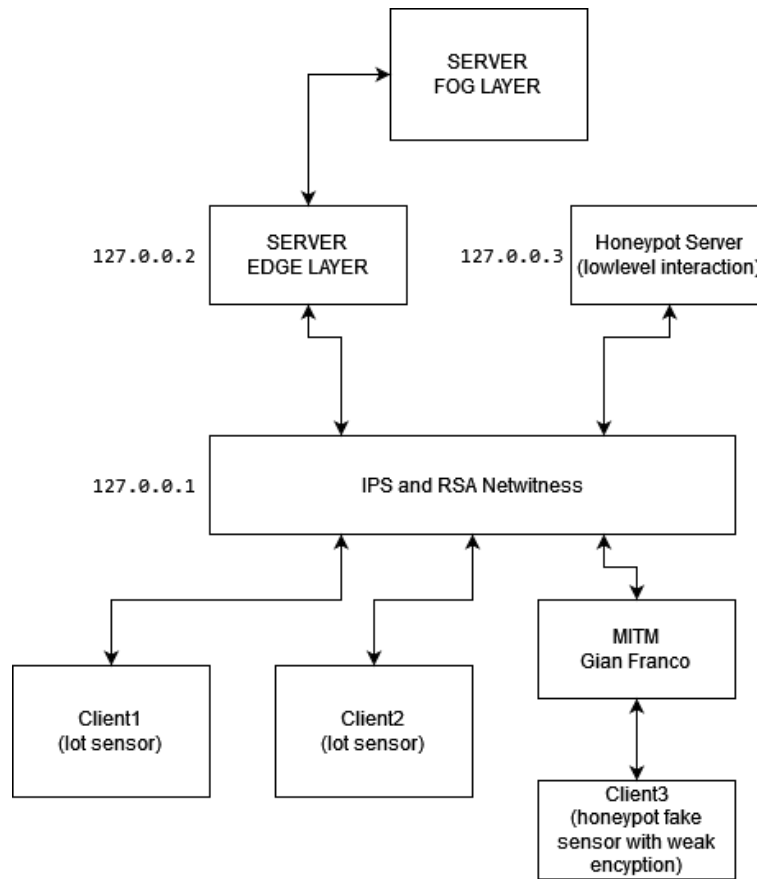 SERVER
FOG LAYER
127.0.0.2
SERVER
EDGE LAYER
127.0.0.3
Honeypot Server
(lowlevel interaction)
127.0.0.1
IPS and RSA Netwitness
Client1
(Iot sensor)
Client2
(Iot sensor)
MITM
Gian Franco
Client3
(honeypot fake
sensor with weak
encyption)